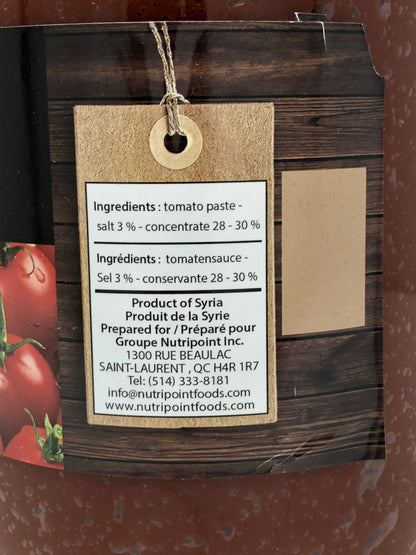 Ingredients : tomato paste -
salt 3 % - concentrate 28 - 30 %
Ingrédients : tomatensauce -
Sel 3 % - conservante 28 - 30 %
Product of Syria
Produit de la Syrie
Prepared for / Préparé pour
Groupe Nutripoint Inc.
1300 RUE BEAULAC
SAINT-LAURENT , QC H4R 1R7
Tel: (514) 333-8181
info@nutripointfoods.com
www.nutripointfoods.com